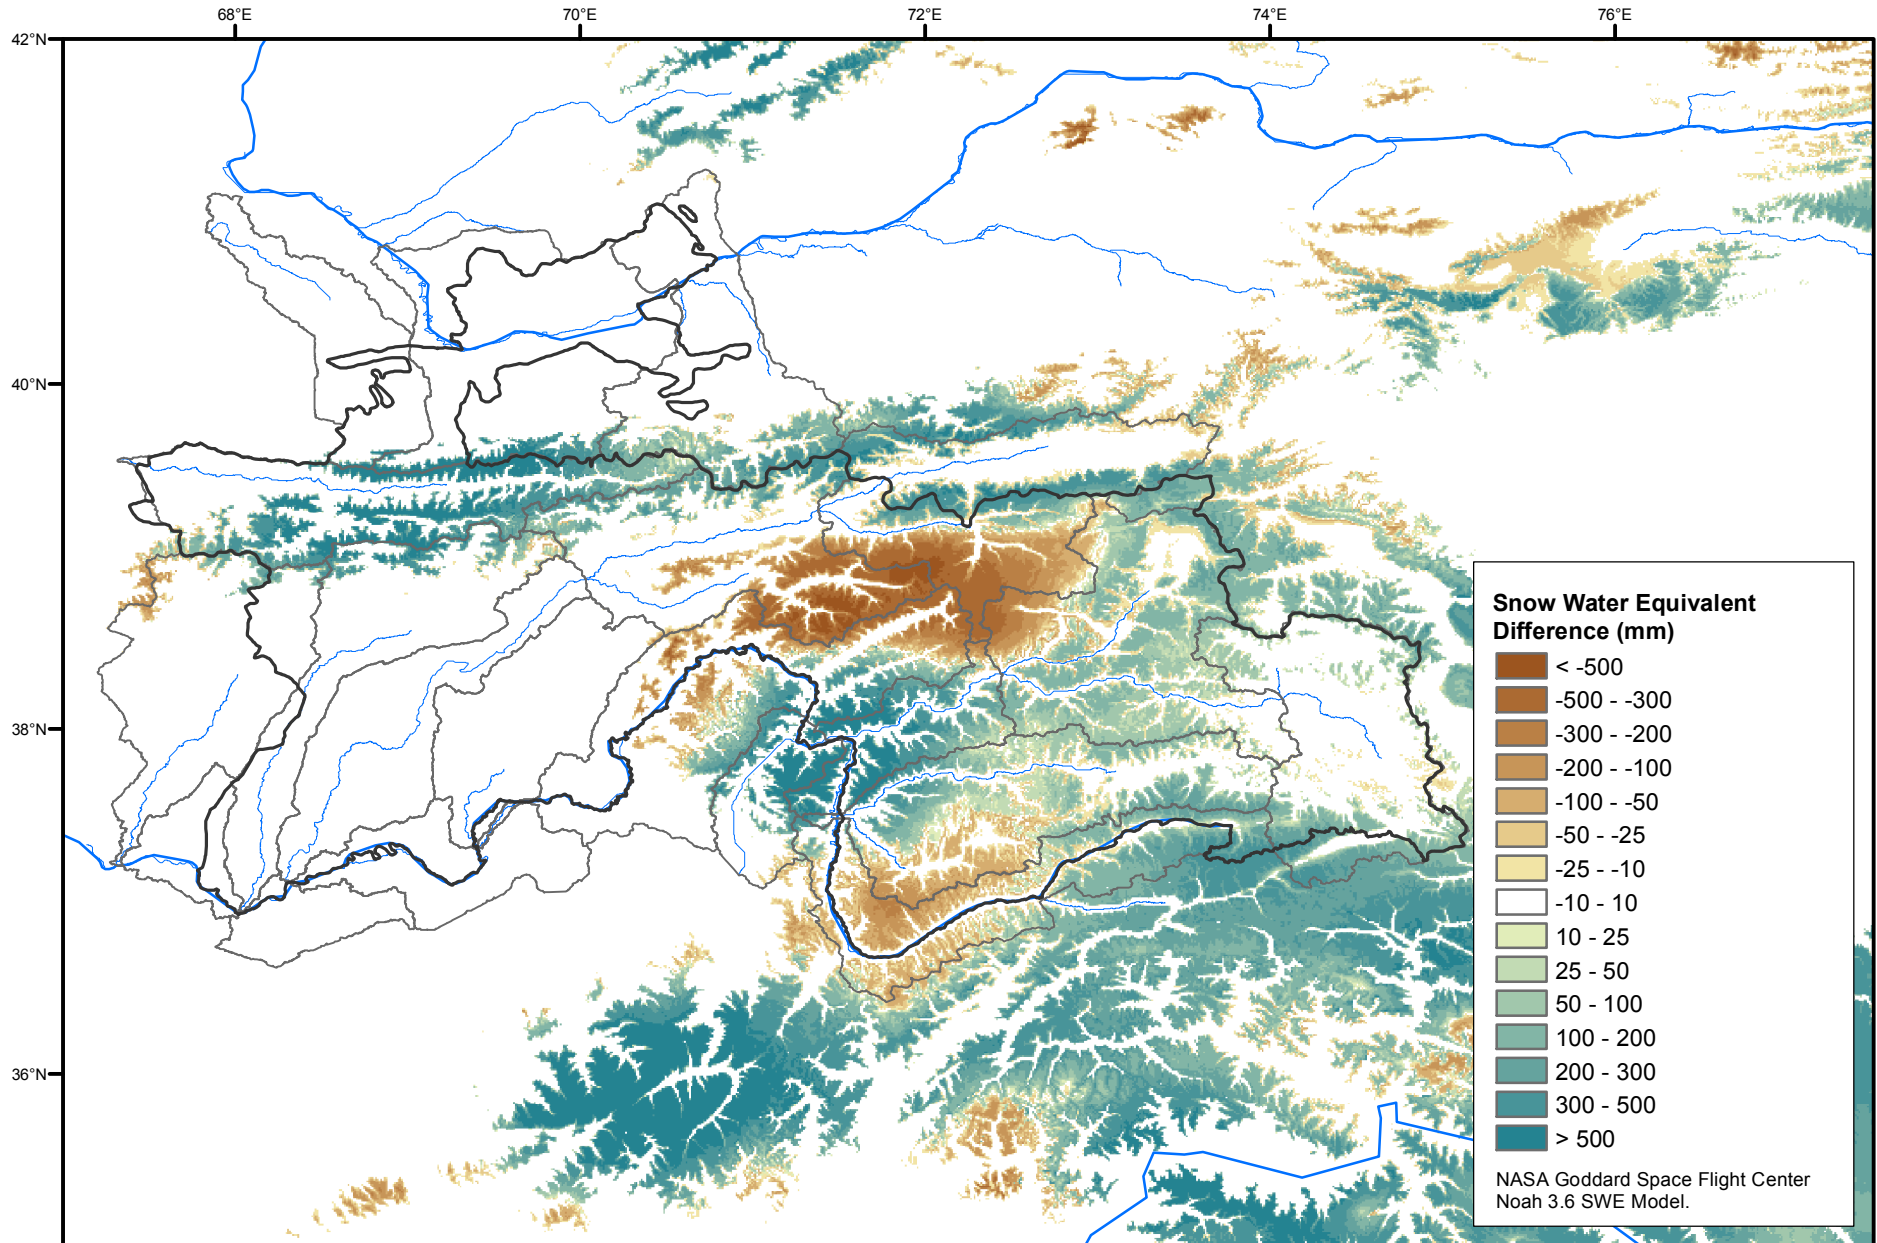 68°E
70°E
72°E
74°E
76°E
42°N
40°N
38°N
36°N
Snow Water Equivalent
Difference (mm)
< -500
-500 - -300
-300 - -200
-200 - -100
-100 - -50
-50 - -25
-25 - -10
-10 - 10
10 - 25
25 - 50
50 - 100
100 - 200
200 - 300
300 - 500
> 500
NASA Goddard Space Flight Center
Noah 3.6 SWE Model.